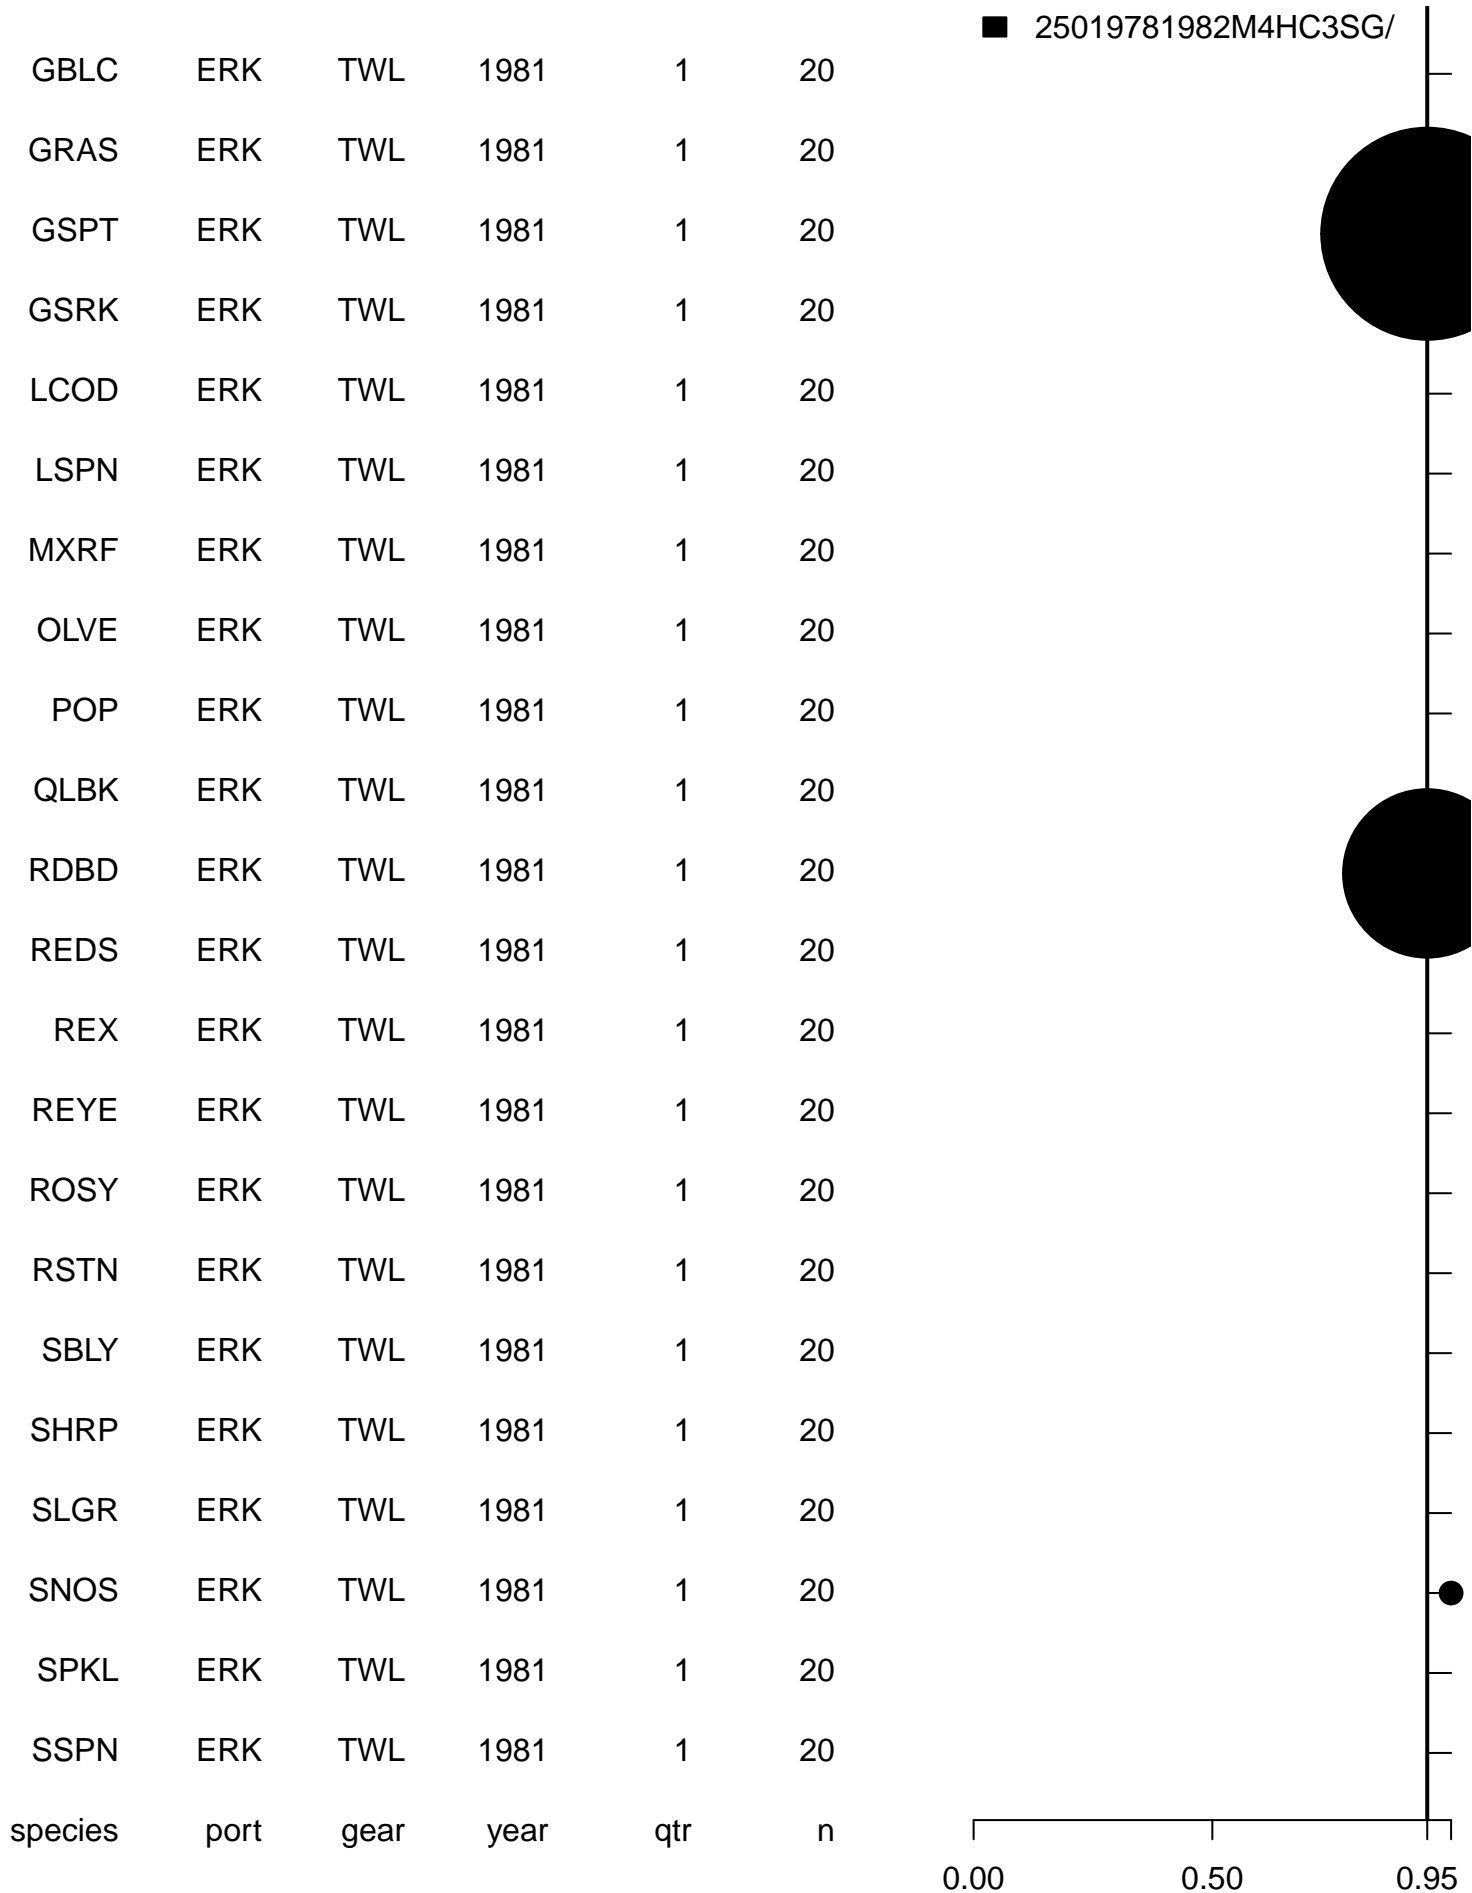 25019781982M4HC3SG/
GBLC ERK TWL 1981 1 20
GRAS ERK TWL 1981 1 20
GSPT ERK TWL 1981 1 20
GSRK ERK TWL 1981 1 20
LCOD ERK TWL 1981 1 20
LSPN ERK TWL 1981 1 20
MXRF ERK TWL 1981 1 20
OLVE ERK TWL 1981 1 20
POP ERK TWL 1981 1 20
QLBK ERK TWL 1981 1 20
RDBD ERK TWL 1981 1 20
REDS ERK TWL 1981 1 20
REX ERK TWL 1981 1 20
REYE ERK TWL 1981 1 20
ROSY ERK TWL 1981 1 20
RSTN ERK TWL 1981 1 20
SBLY ERK TWL 1981 1 20
SHRP ERK TWL 1981 1 20
SLGR ERK TWL 1981 1 20
SNOS ERK TWL 1981 1 20
SPKL ERK TWL 1981 1 20
SSPN ERK TWL 1981 1 20
species port gear year qtr n
0.00 0.50 0.95